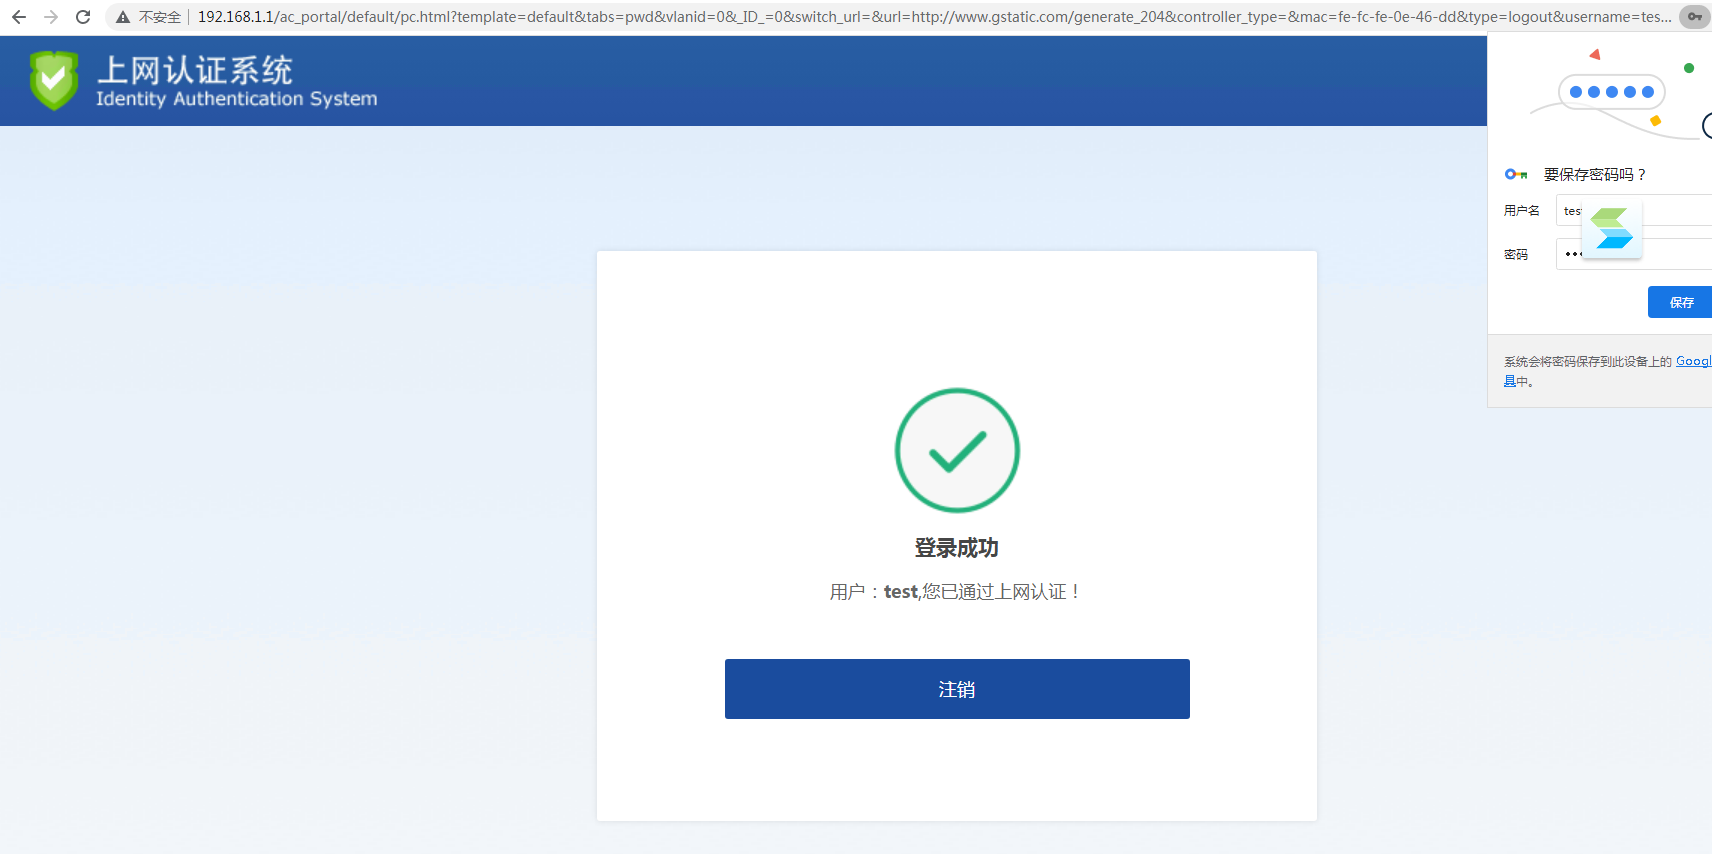 不安全 192.168.1.1/ac_portal/default/pc.html?template=default&tabs=pwd&vlanid=0&_ID_=0&switch_url=&url=http://www.gstatic.com/generate_204&controller_type=&mac=fe-fc-fe-0e-46-dd&type=logout&username=tes...
上网认证系统
Identity Authentication System
要保存密码吗？
用户名
密码
保存
系统会将密码保存到此设备上的
具中。
登录成功
用户：test,您已通过上网认证！
注销